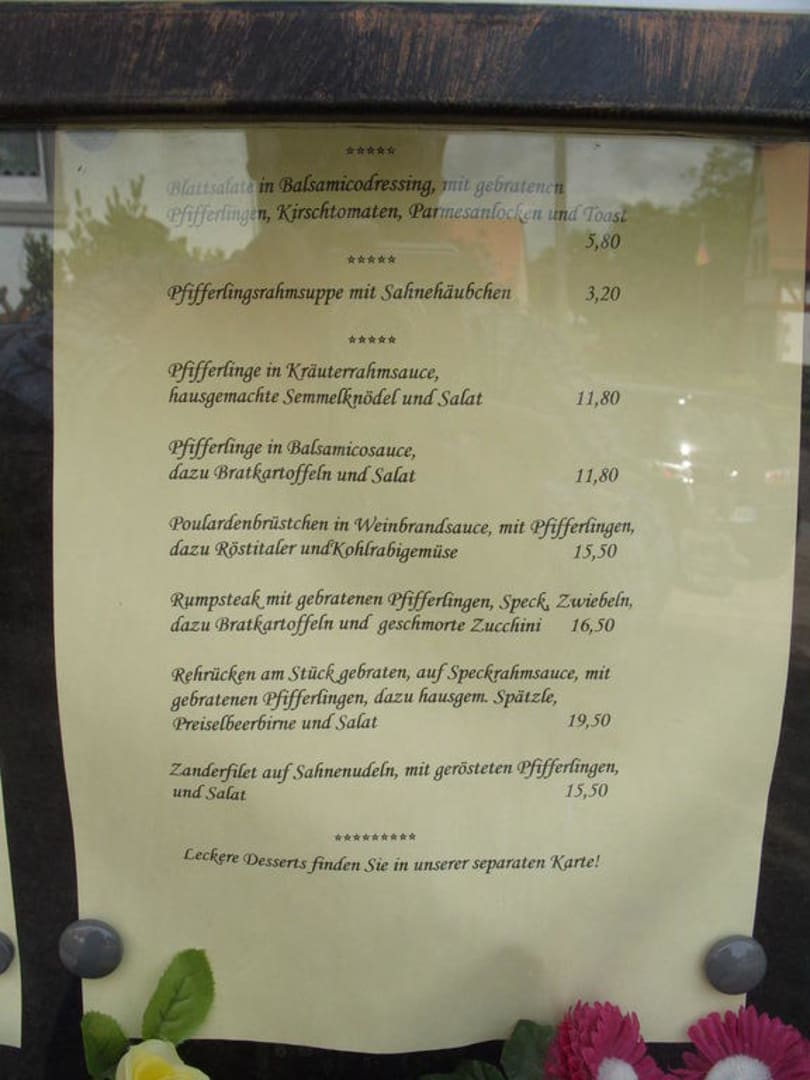 *****
Blattsalate in Balsamicodressing, mit gebratenen
Pfifferlingen, Kirschtomaten, Parmesanlocken und Toast
5,80
*****
Pfifferlingsrahmsuppe mit Sahnehäubchen 3,20
*****
Pfifferlinge in Kräuterrahmsauce,
hausgemachte Semmelknödel und Salat 11,80
Pfifferlinge in Balsamicosauce,
dazu Bratkartoffeln und Salat 11,80
Poulardenbrüstchen in Weinbrandsauce, mit Pfifferlingen,
dazu Röstitaler undKohlrabigemüse 15,50
Rumpsteak mit gebratenen Pfifferlingen, Speck, Zwiebeln,
dazu Bratkartoffeln und geschmorte Zucchini 16,50
Rehrücken am Stück gebraten, auf Speckrahmsauce, mit
gebratenen Pfifferlingen, dazu hausgem. Spätzle,
Preiselbeerbirne und Salat 19,50
Zanderfilet auf Sahnenudeln, mit gerösteten Pfifferlingen,
und Salat 15,50
*********
Leckere Desserts finden Sie in unserer separaten Karte!